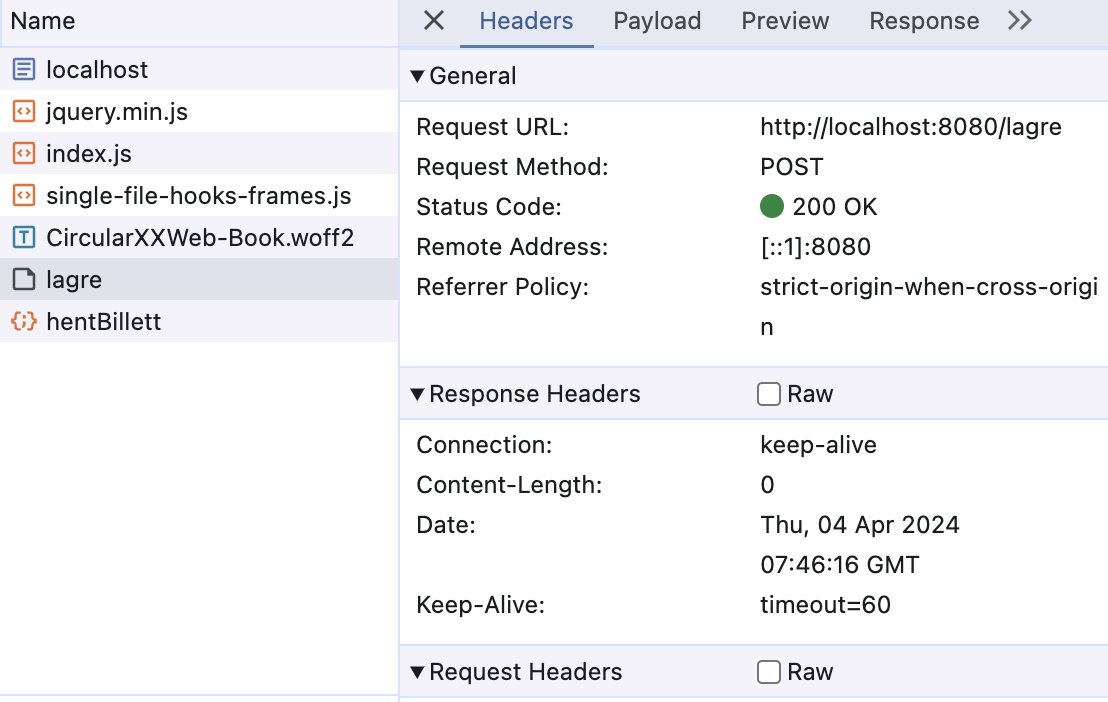 Name
localhost
jquery.min.js
index.js
single-file-hooks-frames.js
CircularXXWeb-Book.woff2
lagre
hentBillett
Headers Payload Preview Response
General
Request URL: http://localhost:8080/lagre
Request Method: POST
Status Code: 200 OK
Remote Address: [::1]:8080
Referrer Policy: strict-origin-when-cross-origi
n
Response Headers Raw
Connection: keep-alive
Content-Length: 0
Date: Thu, 04 Apr 2024
07:46:16 GMT
Keep-Alive: timeout=60
Request Headers Raw